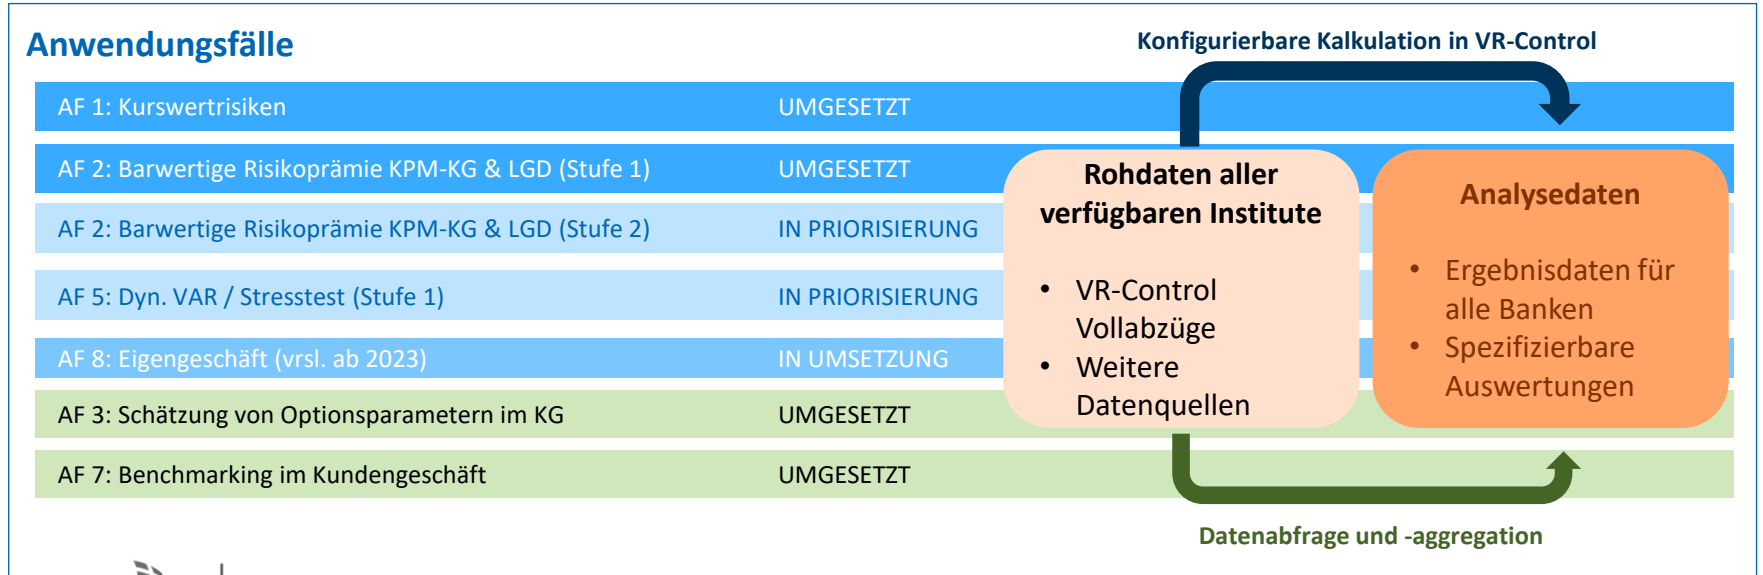 Anwendungsfälle
Konfigurierbare Kalkulation in VR-Control
AF 1: Kurswertrisiken UMGESETZT
AF 2: Barwertige Risikoprämie KPM-KG & LGD (Stufe 1) UMGESETZT
AF 2: Barwertige Risikoprämie KPM-KG & LGD (Stufe 2) IN PRIORISIERUNG
AF 5: Dyn. VAR / Stresstest (Stufe 1) IN PRIORISIERUNG
AF 8: Eigengeschäft (vrsl. ab 2023) IN UMSETZUNG
AF 3: Schätzung von Optionsparametern im KG UMGESETZT
AF 7: Benchmarking im Kundengeschäft UMGESETZT
Rohdaten aller
verfügbaren Institute
• VR-Control
Vollabzüge
• Weitere
Datenquellen
Analysedaten
• Ergebnisdaten für
alle Banken
• Spezifizierbare
Auswertungen
Datenabfrage und -aggregation